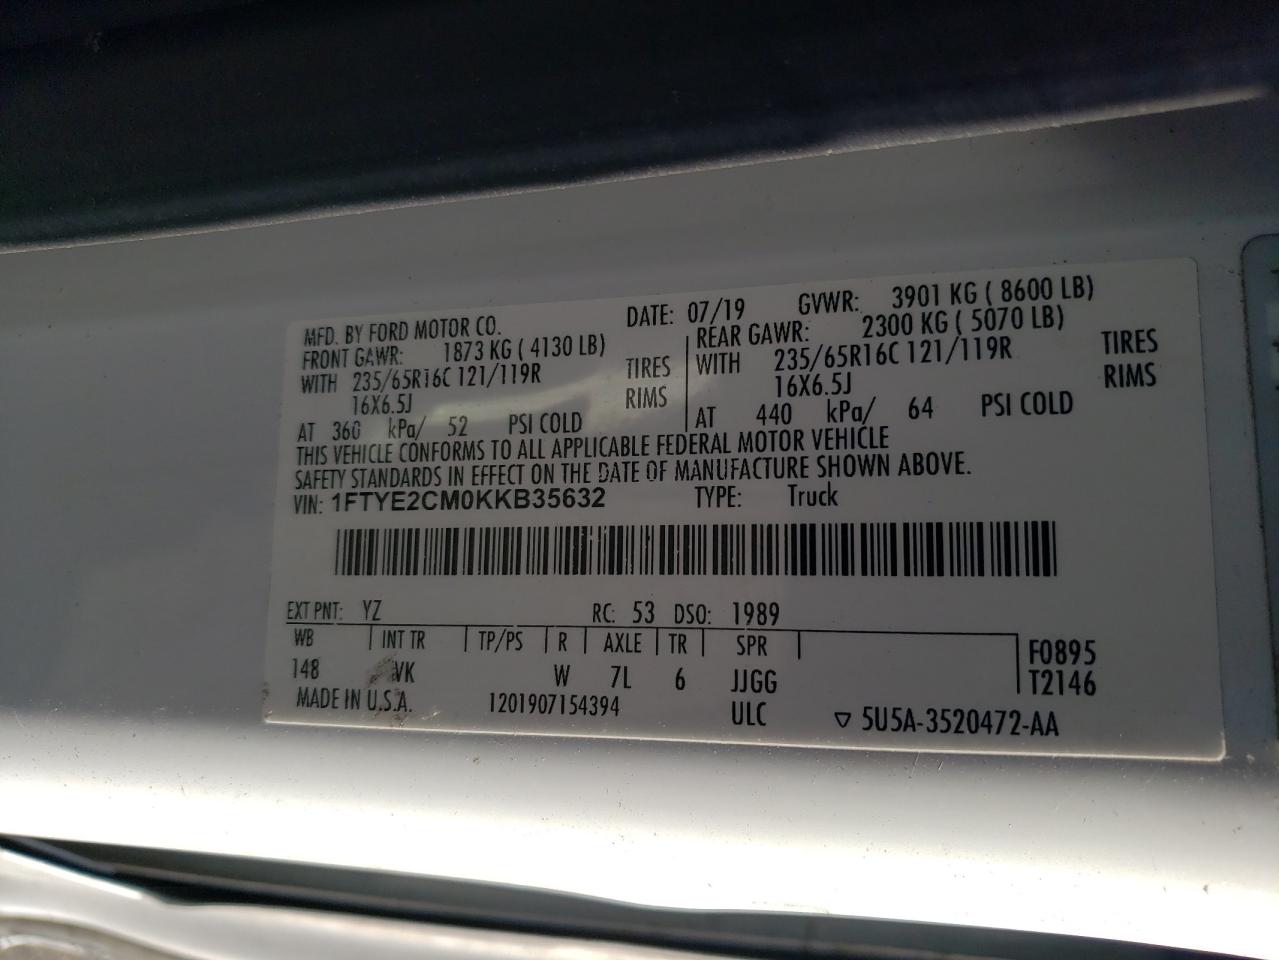 MFD. BY FORD MOTOR CO. DATE: 07/19 GVWR: 3901 KG ( 8600 LB)
FRONT GAWR: 1873 KG ( 4130 LB) REAR GAWR: 2300 KG ( 5070 LB)
WITH 235/65R16C 121/119R TIRES WITH 235/65R16C 121/119R TIRES
16X6.5J RIMS 16X6.5J RIMS
AT 360 kPa/ 52 PSI COLD AT 440 kPa/ 64 PSI COLD
THIS VEHICLE CONFORMS TO ALL APPLICABLE FEDERAL MOTOR VEHICLE
SAFETY STANDARDS IN EFFECT ON THE DATE OF MANUFACTURE SHOWN ABOVE.
VIN: 1FTYE2CM0KKB35632 TYPE: Truck
EXT PNT: YZ RC: 53 DSO: 1989
WB INT TR TP/PS R AXLE TR SPR F0895
148 VK W 7L 6 JJGG T2146
MADE IN U.S.A. 1201907154394 ULC ▽ 5U5A-3520472-AA